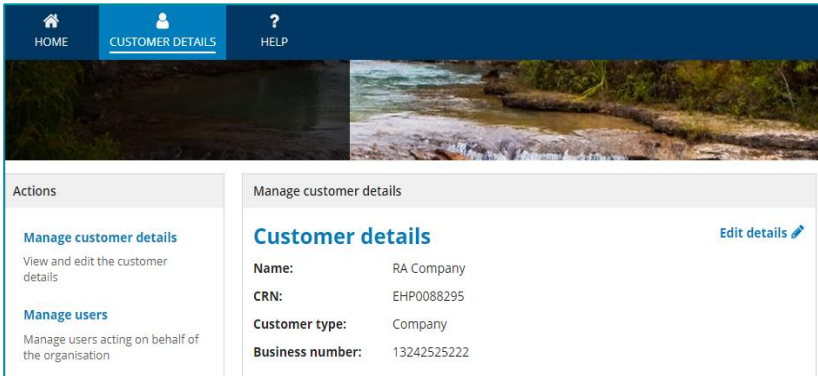 HOME CUSTOMER DETAILS ? HELP
Actions
Manage customer details
View and edit the customer
details
Manage users
Manage users acting on behalf of
the organisation
Manage customer details
Customer details
Edit details
Name: RA Company
CRN: EHP0088295
Customer type: Company
Business number: 13242525222